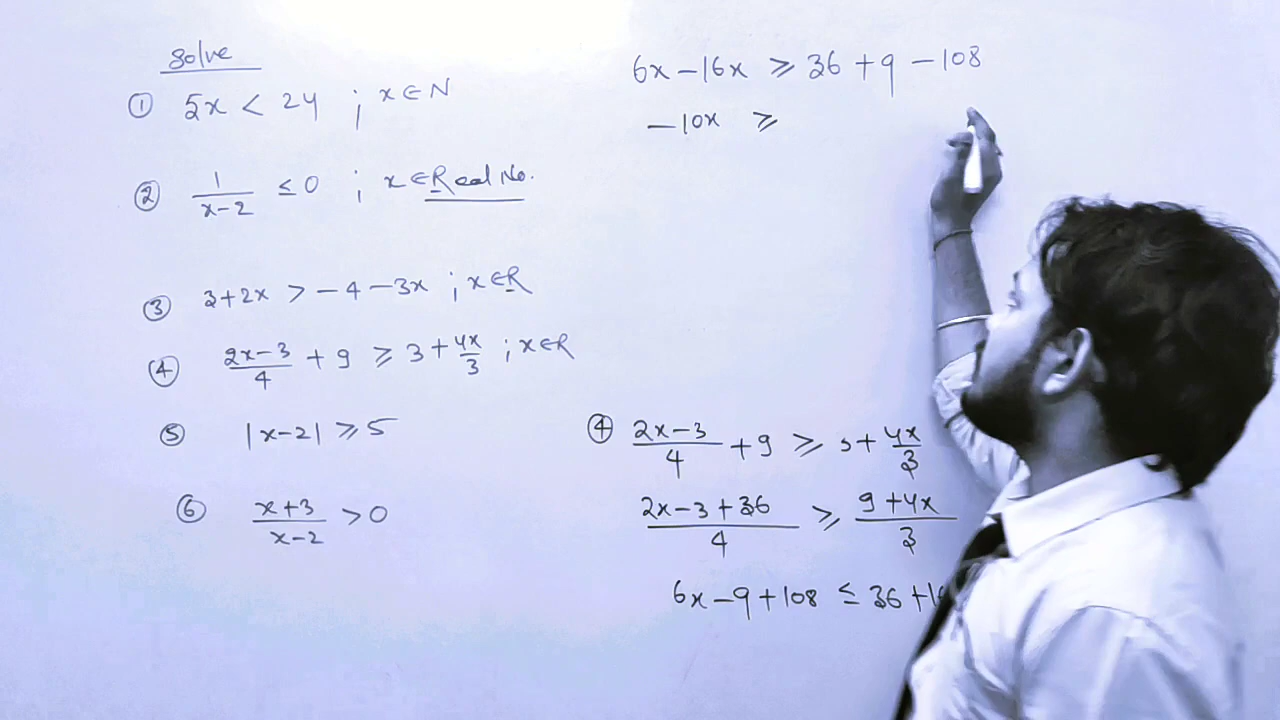 Solve
① 5x < 24 ; x ∈ N
② 1/(x-2) ≤ 0 ; x ∈ Real No.
③ 3+2x > -4-3x ; x ∈ R
④ (2x-3)/4 + 9 ≥ 3 + 4x/3 ; x ∈ R
⑤ |x-2| ≥ 5
⑥ (x+3)/(x-2) > 0
6x - 16x ≥ 36 + 9 - 108
-10x ≥
④ (2x-3)/4 + 9 ≥ 3 + 4x/3
(2x-3+36)/4 ≥ (9+4x)/3
6x - 9 + 108 ≤ 36 +